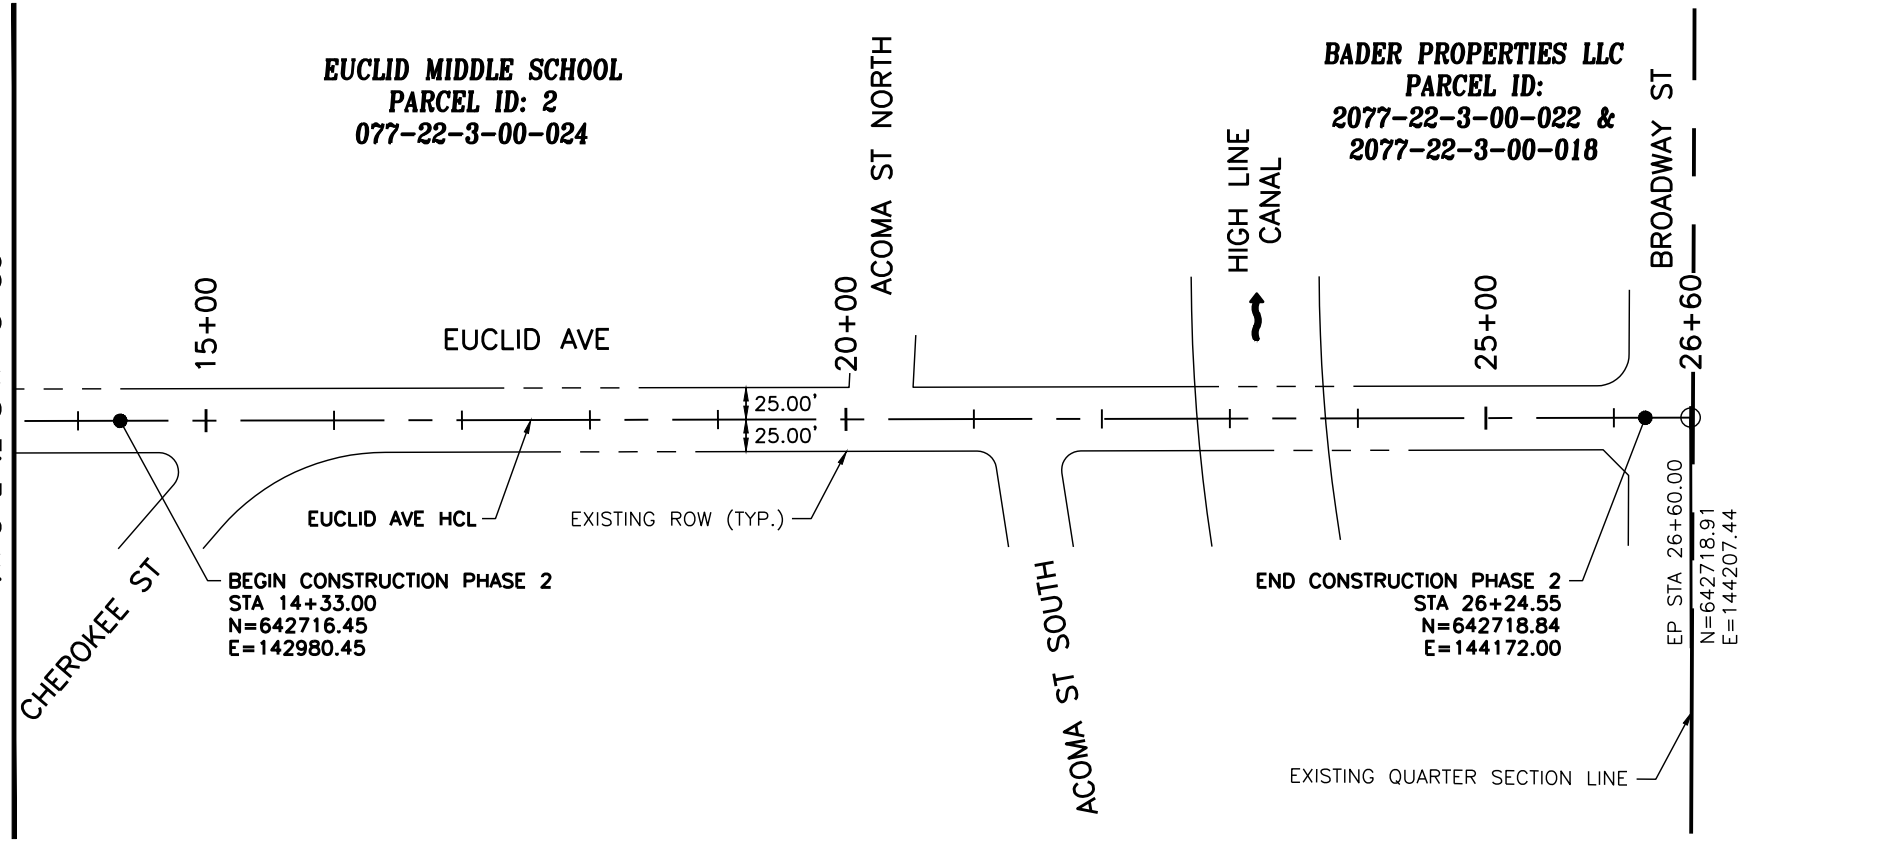 EUCLID MIDDLE SCHOOL
PARCEL ID: 2
077-22-3-00-024
ACOMA ST NORTH
BADER PROPERTIES LLC
PARCEL ID:
2077-22-3-00-022 &
2077-22-3-00-018
BROADWAY ST
HIGH LINE
CANAL
15+00
EUCLID AVE
20+00
25+00
26+60
25.00'
25.00'
EUCLID AVE HCL
EXISTING ROW (TYP.)
BEGIN CONSTRUCTION PHASE 2
STA 14+33.00
N=642716.45
E=142980.45
CHEROKEE ST
ACOMA ST SOUTH
END CONSTRUCTION PHASE 2
STA 26+24.55
N=642718.84
E=144172.00
EP STA 26+60.00
N=642718.91
E=144207.44
EXISTING QUARTER SECTION LINE